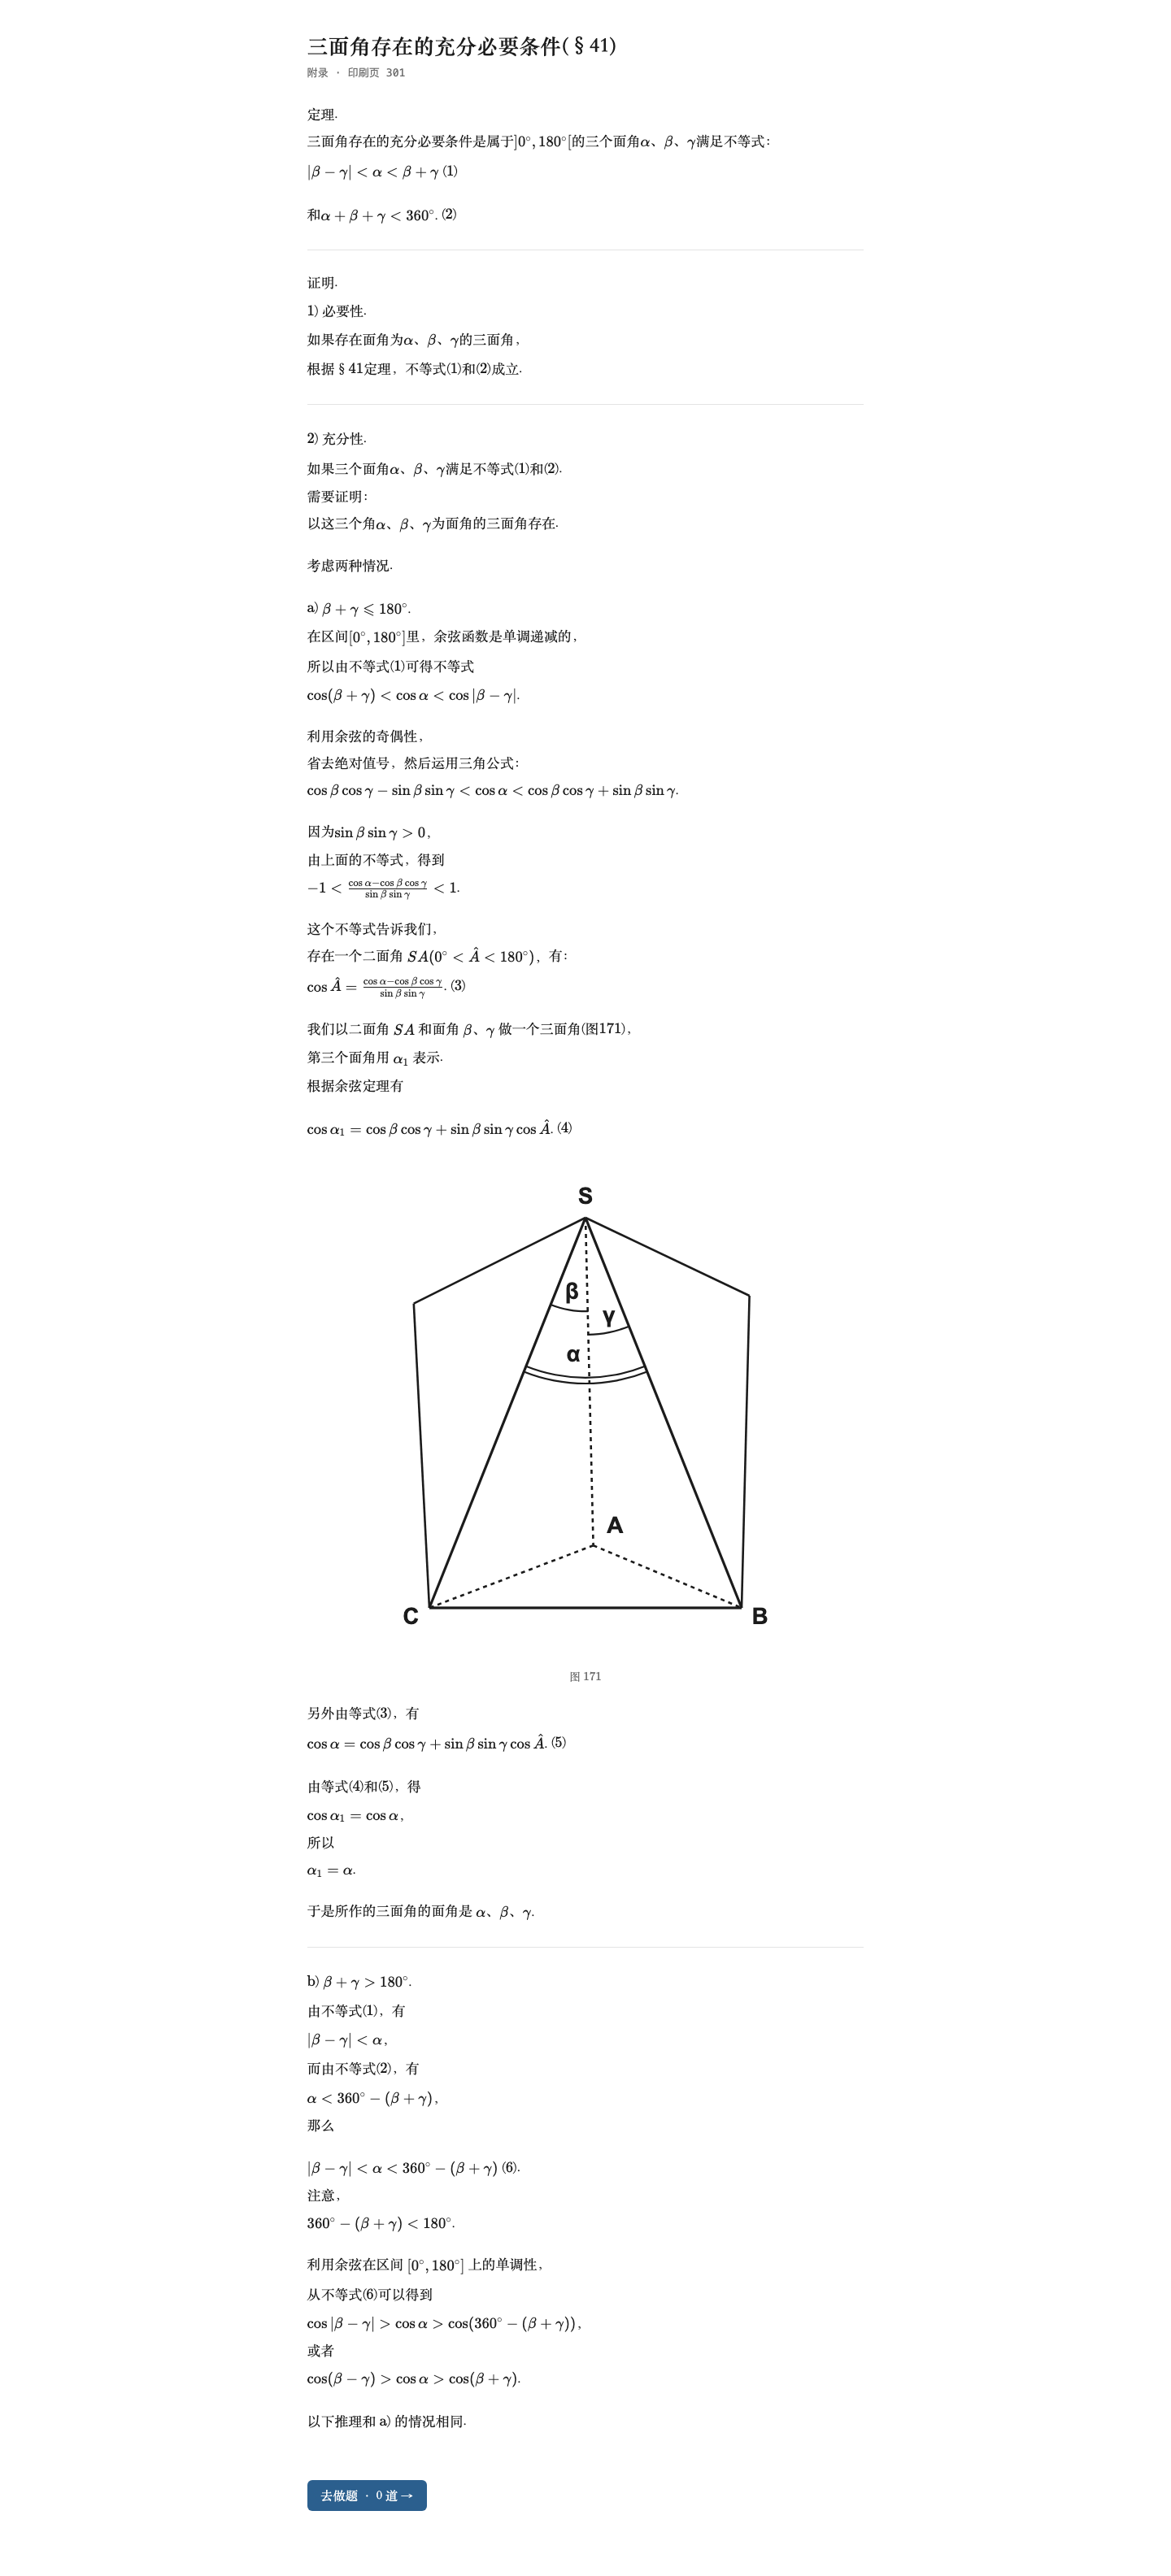 三面角存在的充分必要条件(§41)
附录 · 印刷页 301
定理.
三面角存在的充分必要条件是属于]0°, 180°[的三个面角α、β、γ满足不等式：
|β − γ| < α < β + γ (1)
和α + β + γ < 360°. (2)
证明.
1) 必要性.
如果存在面角为α、β、γ的三面角，
根据§41定理，不等式(1)和(2)成立.
2) 充分性.
如果三个面角α、β、γ满足不等式(1)和(2).
需要证明：
以这三个角α、β、γ为面角的三面角存在.
考虑两种情况.
a) β + γ ⩽ 180°.
在区间[0°, 180°]里，余弦函数是单调递减的，
所以由不等式(1)可得不等式
cos(β + γ) < cos α < cos |β − γ|.
利用余弦的奇偶性，
省去绝对值号，然后运用三角公式：
cos β cos γ − sin β sin γ < cos α < cos β cos γ + sin β sin γ.
因为sin β sin γ > 0，
由上面的不等式，得到
−1 < (cos α−cos β cos γ)/(sin β sin γ) < 1.
这个不等式告诉我们，
存在一个二面角 SA(0° < Â < 180°)，有：
cos Â = (cos α−cos β cos γ)/(sin β sin γ). (3)
我们以二面角 SA 和面角 β、γ 做一个三面角(图171)，
第三个面角用 α₁ 表示.
根据余弦定理有
cos α₁ = cos β cos γ + sin β sin γ cos Â. (4)
S
β
γ
α
A
C
B
图 171
另外由等式(3)，有
cos α = cos β cos γ + sin β sin γ cos Â. (5)
由等式(4)和(5)，得
cos α₁ = cos α，
所以
α₁ = α.
于是所作的三面角的面角是 α、β、γ.
b) β + γ > 180°.
由不等式(1)，有
|β − γ| < α，
而由不等式(2)，有
α < 360° − (β + γ)，
那么
|β − γ| < α < 360° − (β + γ) (6).
注意，
360° − (β + γ) < 180°.
利用余弦在区间 [0°, 180°] 上的单调性，
从不等式(6)可以得到
cos |β − γ| > cos α > cos(360° − (β + γ))，
或者
cos(β − γ) > cos α > cos(β + γ).
以下推理和 a) 的情况相同.
去做题 · 0 道 →